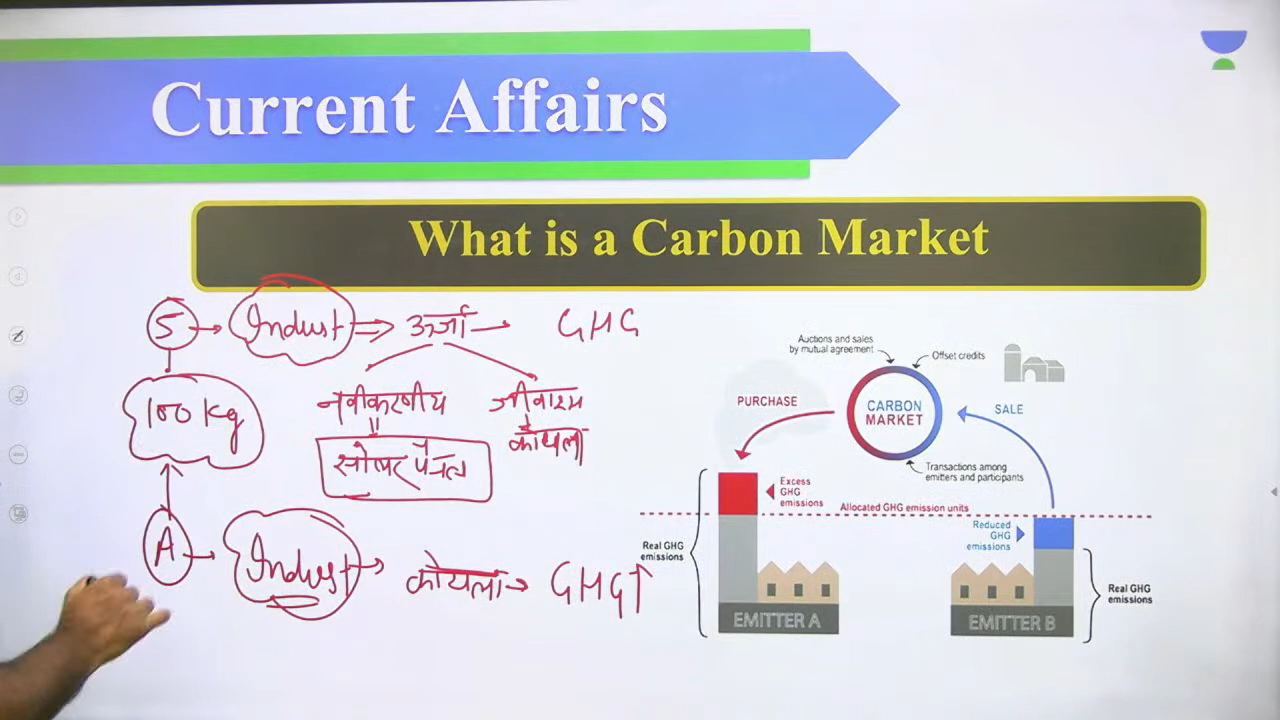 Current Affairs
What is a Carbon Market
S → Indust ⇒ ऊर्जा → GHG
नवीकरणीय जीवाश्म
सोलर पैनल कोयला
100 kg
A → Indust → कोयला → GHG↑
Auctions and sales
by mutual agreement
Offset credits
PURCHASE
CARBON
MARKET
SALE
Transactions among
emitters and participants
Excess
GHG
emissions
Allocated GHG emission units
Reduced
GHG
emissions
Real GHG
emissions
Real GHG
emissions
EMITTER A
EMITTER B